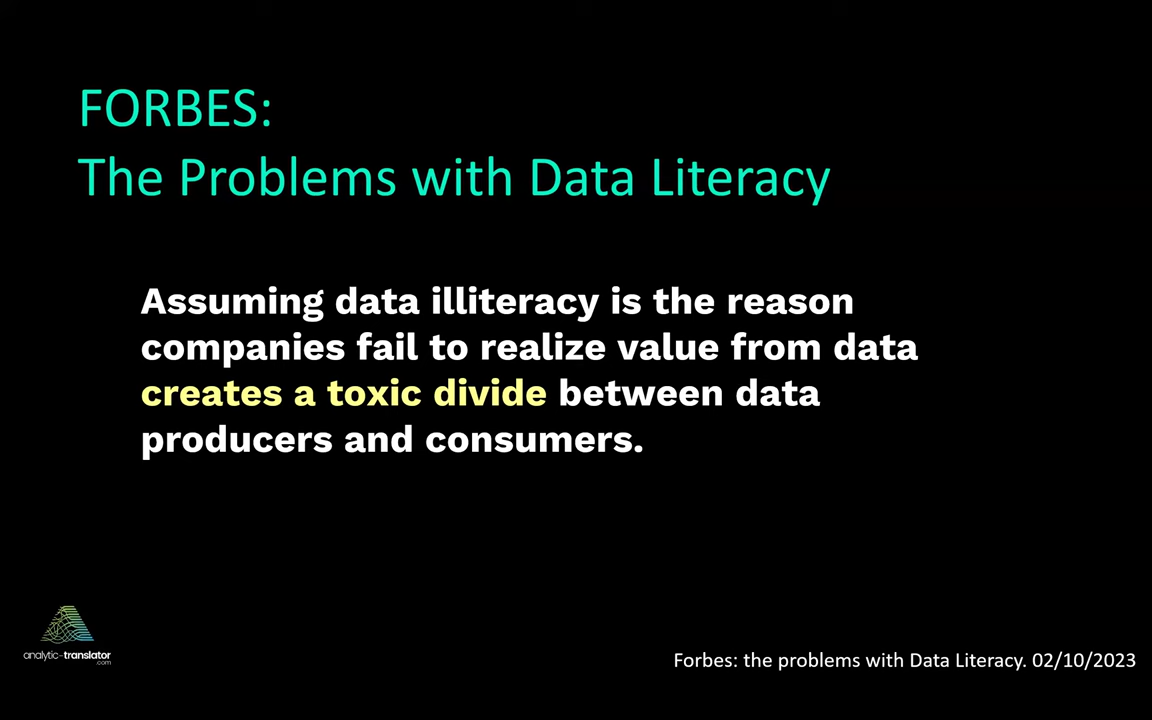 FORBES:
The Problems with Data Literacy
Assuming data illiteracy is the reason
companies fail to realize value from data
creates a toxic divide between data
producers and consumers.
analytic-translator
.com
Forbes: the problems with Data Literacy. 02/10/2023